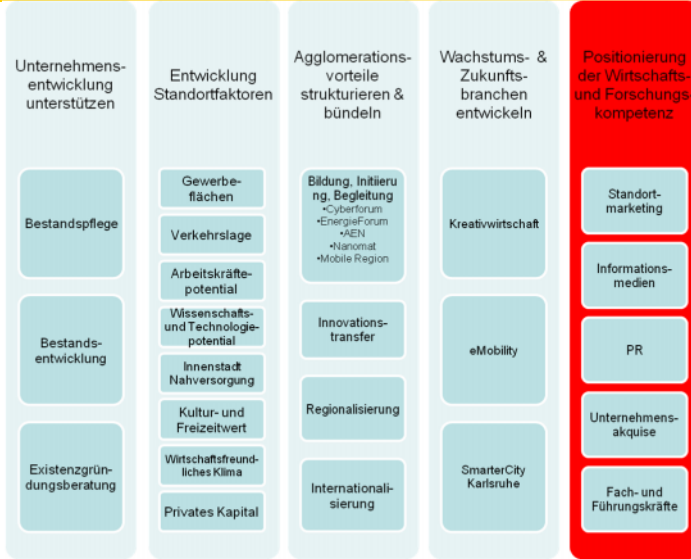 Unternehmens-
entwicklung
unterstützen
Bestandspflege
Bestands-
entwicklung
Existenzgrün-
dungsberatung
Entwicklung
Standortfaktoren
Gewerbe-
flächen
Verkehrslage
Arbeitskräfte-
potential
Wissenschafts-
und Technologie-
potential
Innenstadt
Nahversorgung
Kultur- und
Freizeitwert
Wirtschaftsfreund-
liches Klima
Privates Kapital
Agglomerations-
vorteile
strukturieren &
bündeln
Bildung, Initiieru
ng, Begleitung
•Cyberforum
•EnergieForum
•AEN
•Nanomat
•Mobile Region
Innovations-
transfer
Regionalisierung
Internationali-
sierung
Wachstums- &
Zukunfts-
branchen
entwickeln
Kreativwirtschaft
eMobility
SmarterCity
Karlsruhe
Positionierung
der Wirtschafts-
und Forschungs
kompetenz
Standort-
marketing
Informations-
medien
PR
Unternehmens-
akquise
Fach- und
Führungskräfte